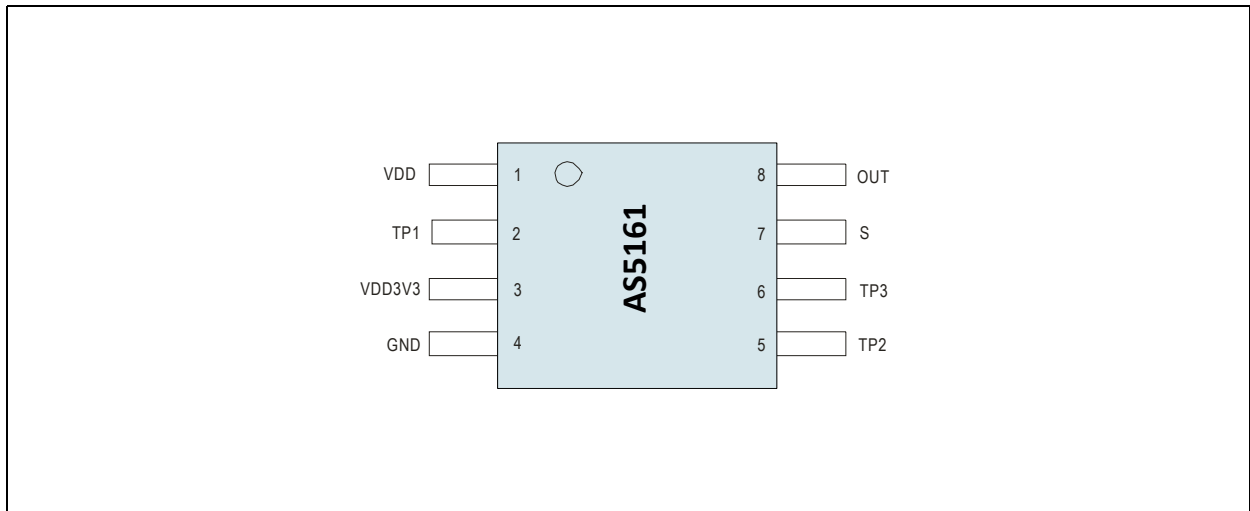 VDD 1 8 OUT
TP1 2 7 S
VDD3V3 3 6 TP3
GND 4 5 TP2
AS5161